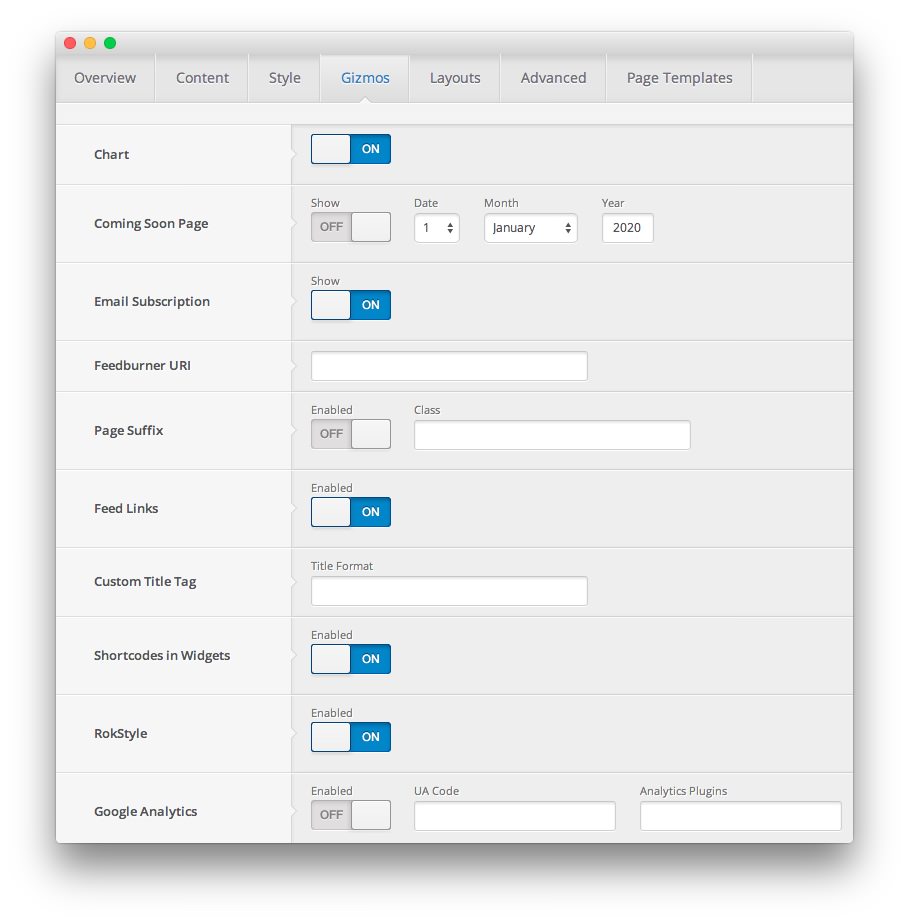 Overview Content Style Gizmos Layouts Advanced Page Templates
Chart ON
Show Date Month Year
Coming Soon Page OFF 1 January 2020
Show
Email Subscription ON
Feedburner URI
Enabled Class
Page Suffix OFF
Enabled
Feed Links ON
Title Format
Custom Title Tag
Enabled
Shortcodes in Widgets ON
Enabled
RokStyle ON
Enabled UA Code Analytics Plugins
Google Analytics OFF